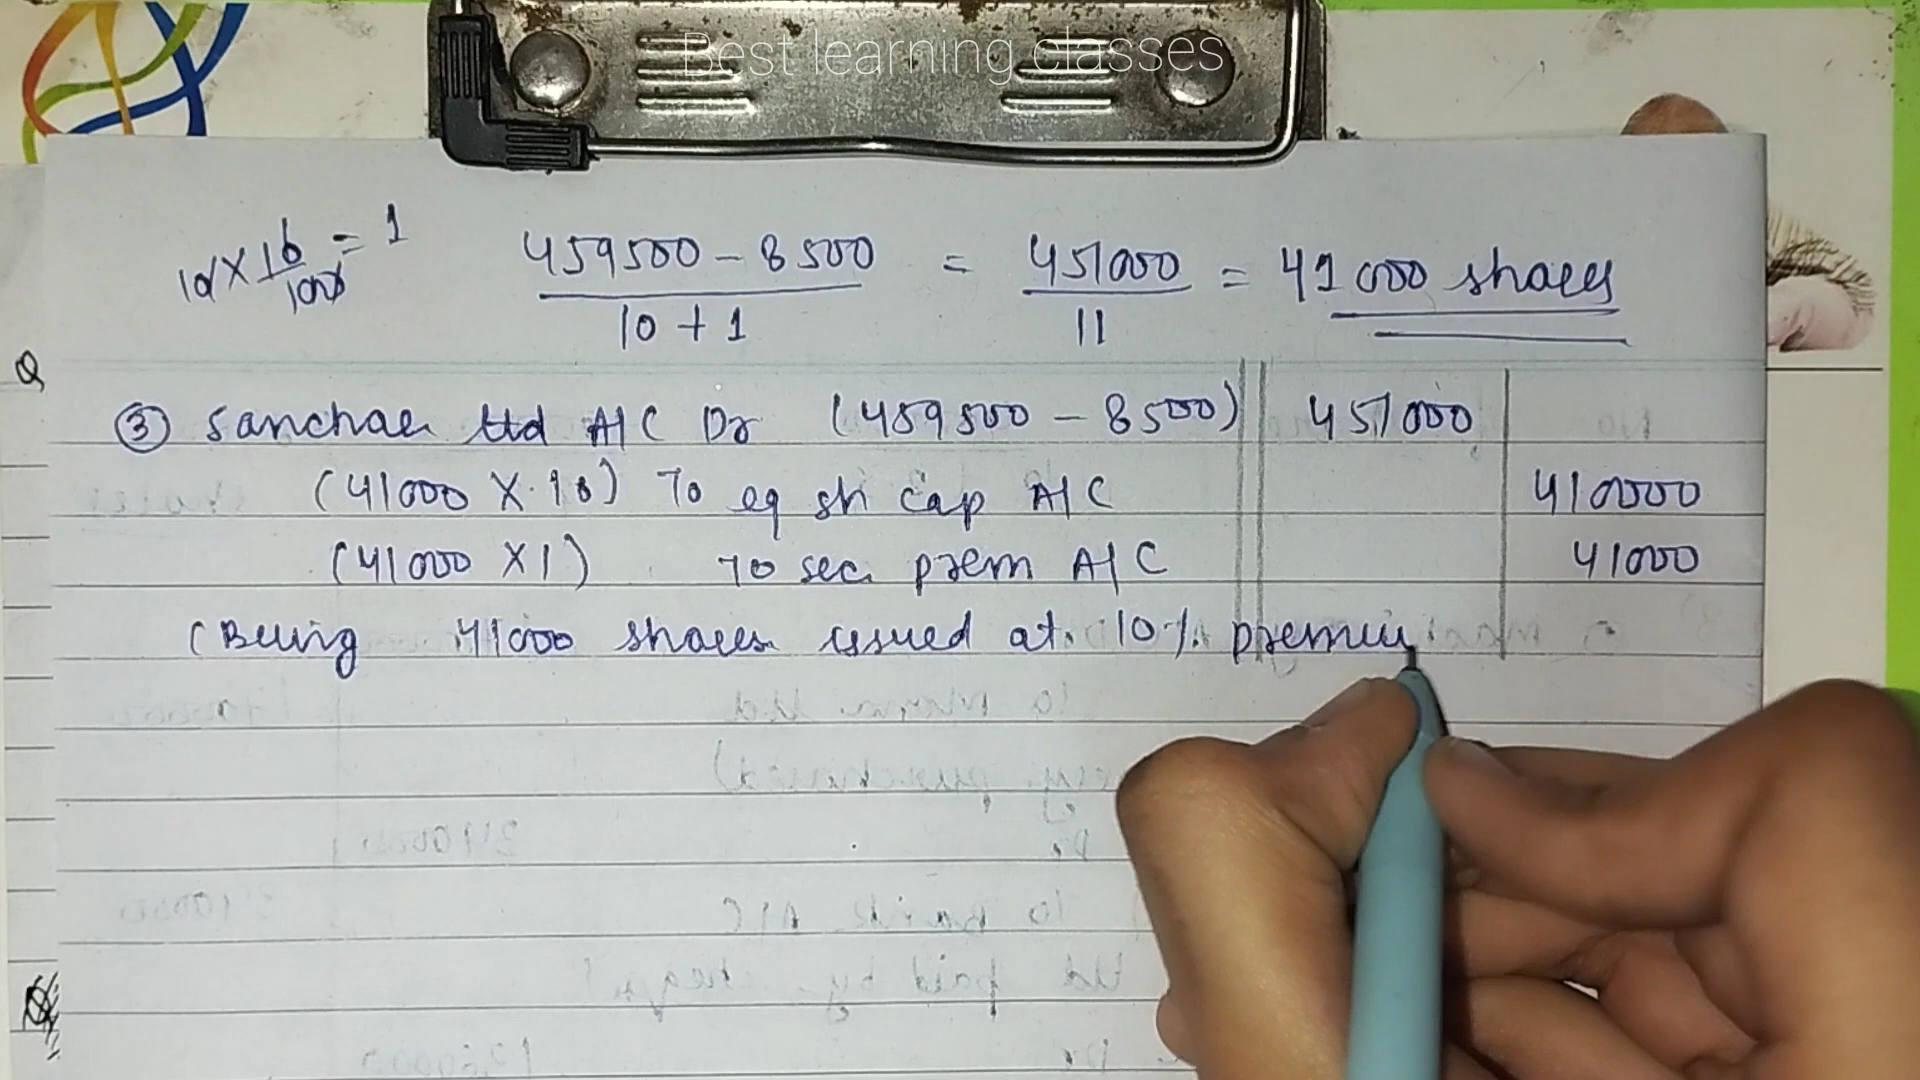 Best learning classes
10 × 10/100 = 1
459500 - 8500 / 10 + 1 = 451000 / 11 = 41000 shares
Q
③ Sanchar Ltd A/C Dr (459500 - 8500) 451000
(41000 × 10) To eq sh cap A/C 410000
(41000 × 1) To sec. prem A/C 41000
(Being 41000 shares issued at 10% premiu